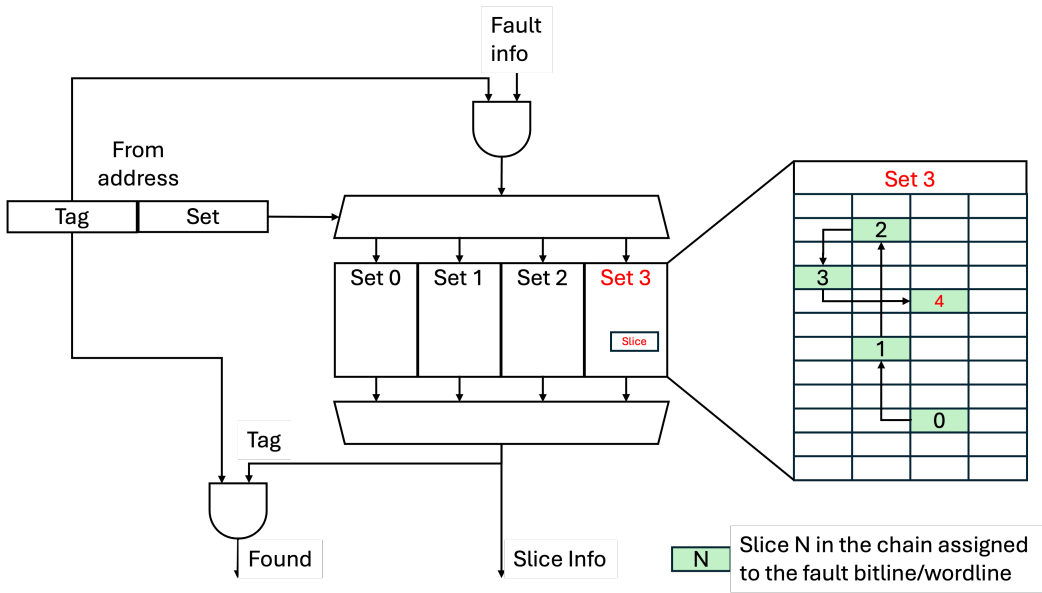 Fault
info
From
address
Tag
Set
Set 0
Set 1
Set 2
Set 3
Slice
Tag
Found
Slice Info
Set 3
2
3
4
1
0
N
Slice N in the chain assigned
to the fault bitline/wordline